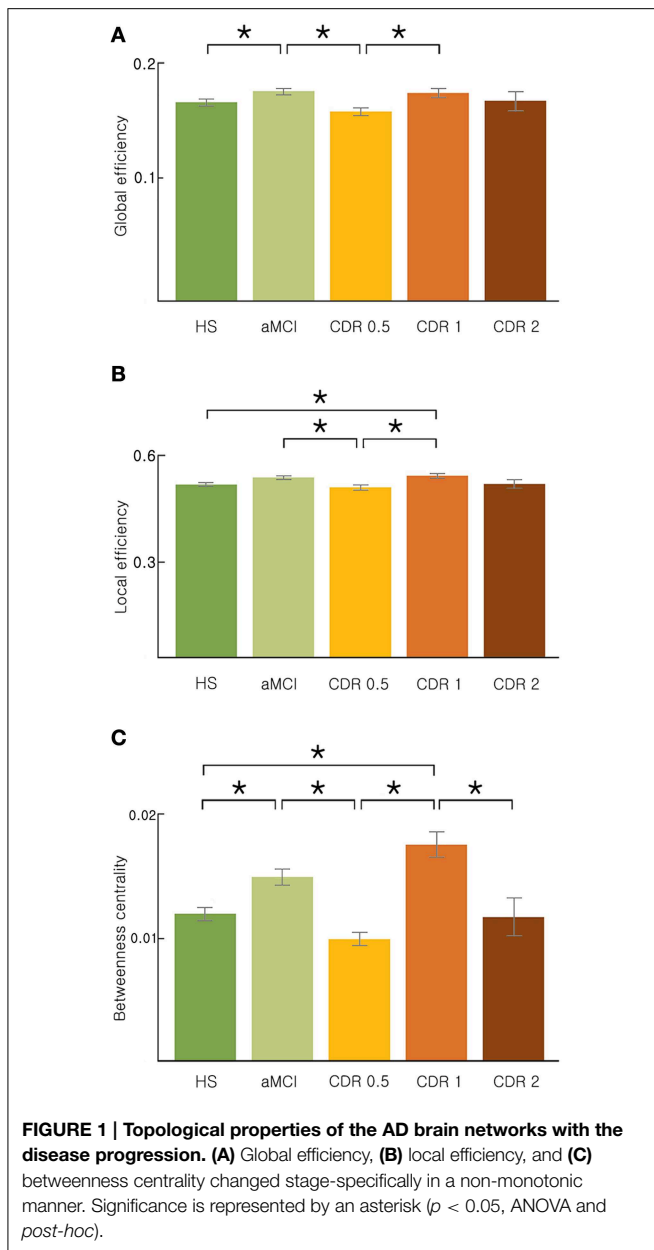 A
* * *
0.2
0.1
Global efficiency
HS aMCI CDR 0.5 CDR 1 CDR 2
B
*
* *
0.6
0.3
Local efficiency
HS aMCI CDR 0.5 CDR 1 CDR 2
C
*
* * * *
0.02
0.01
Betweenness centrality
HS aMCI CDR 0.5 CDR 1 CDR 2
FIGURE 1 | Topological properties of the AD brain networks with the
disease progression. (A) Global efficiency, (B) local efficiency, and (C)
betweenness centrality changed stage-specifically in a non-monotonic
manner. Significance is represented by an asterisk (p < 0.05, ANOVA and
post-hoc).